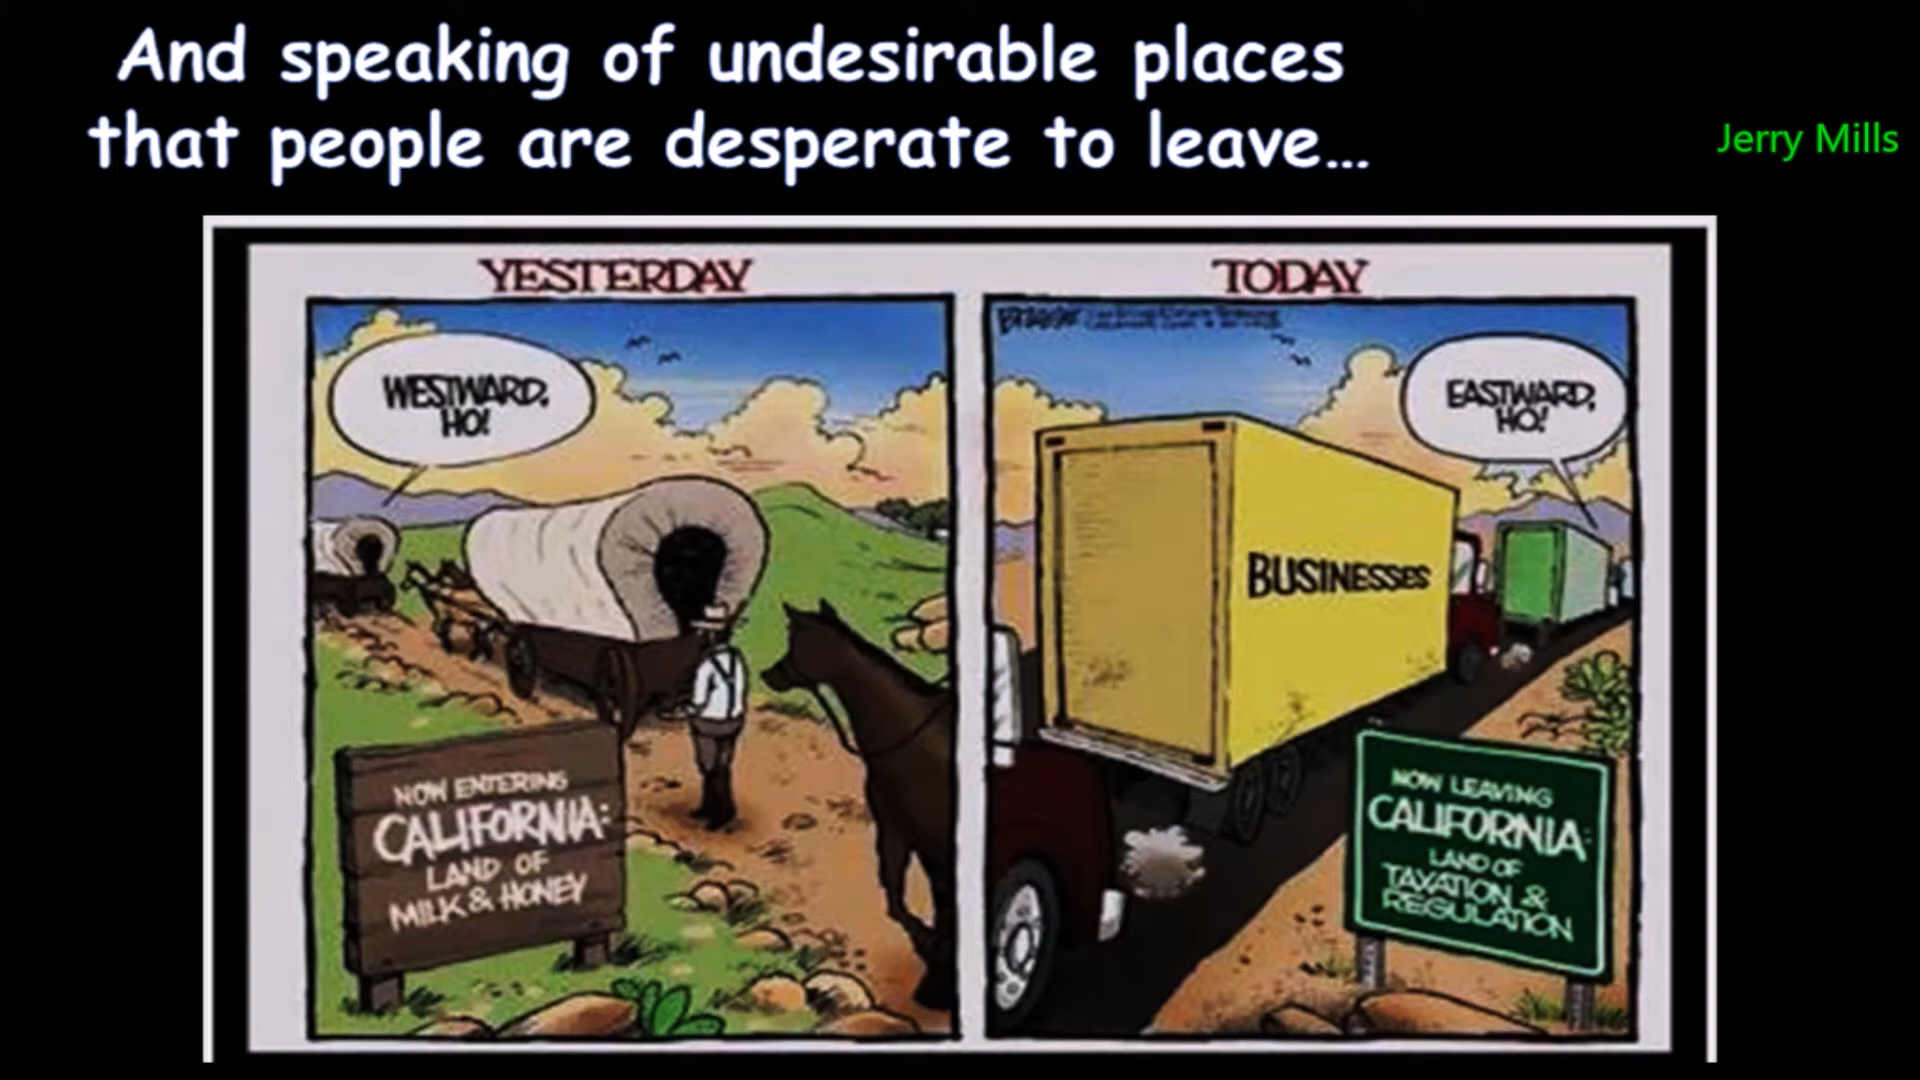 And speaking of undesirable places
that people are desperate to leave...
Jerry Mills
YESTERDAY
WESTWARD,
HO!
NOW ENTERING
CALIFORNIA:
LAND OF
MILK & HONEY
TODAY
EASTWARD,
HO!
BUSINESSES
NOW LEAVING
CALIFORNIA:
LAND OF
TAXATION &
REGULATION